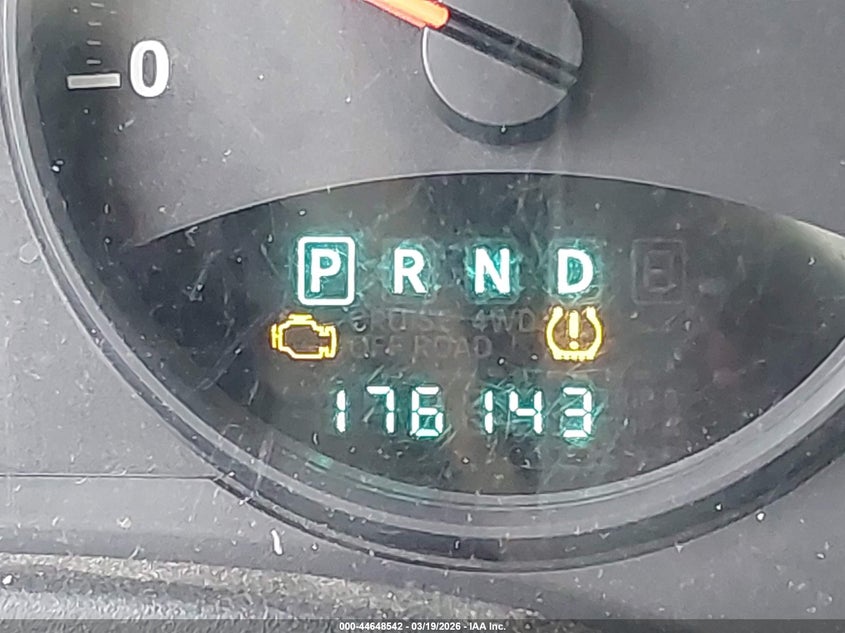 0
P R N D E
CRUISE 4WD
OFF ROAD
176143
000-44648542 - 03/19/2026 - IAA Inc.